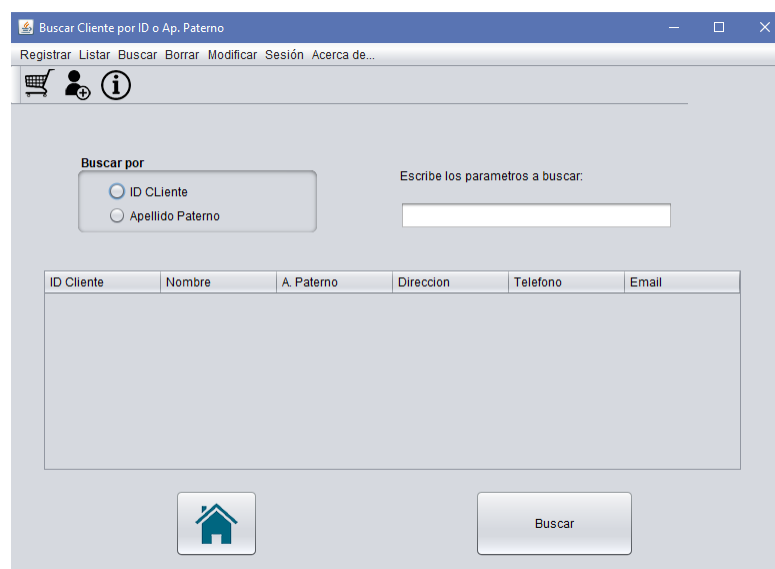 Buscar Cliente por ID o Ap. Paterno
Registrar Listar Buscar Borrar Modificar Sesión Acerca de...
Buscar por
ID CLiente
Apellido Paterno
Escribe los parametros a buscar:
ID Cliente Nombre A. Paterno Direccion Telefono Email
Buscar